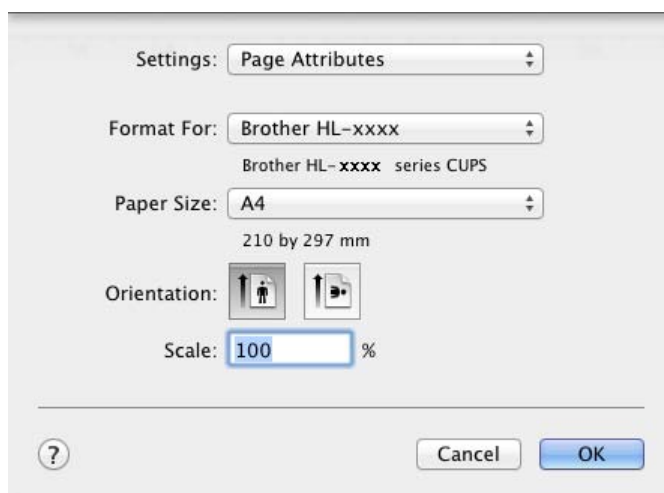 Settings: Page Attributes
Format For: Brother HL-xxxx
Brother HL-xxxx series CUPS
Paper Size: A4
210 by 297 mm
Orientation:
Scale: 100 %
? Cancel OK